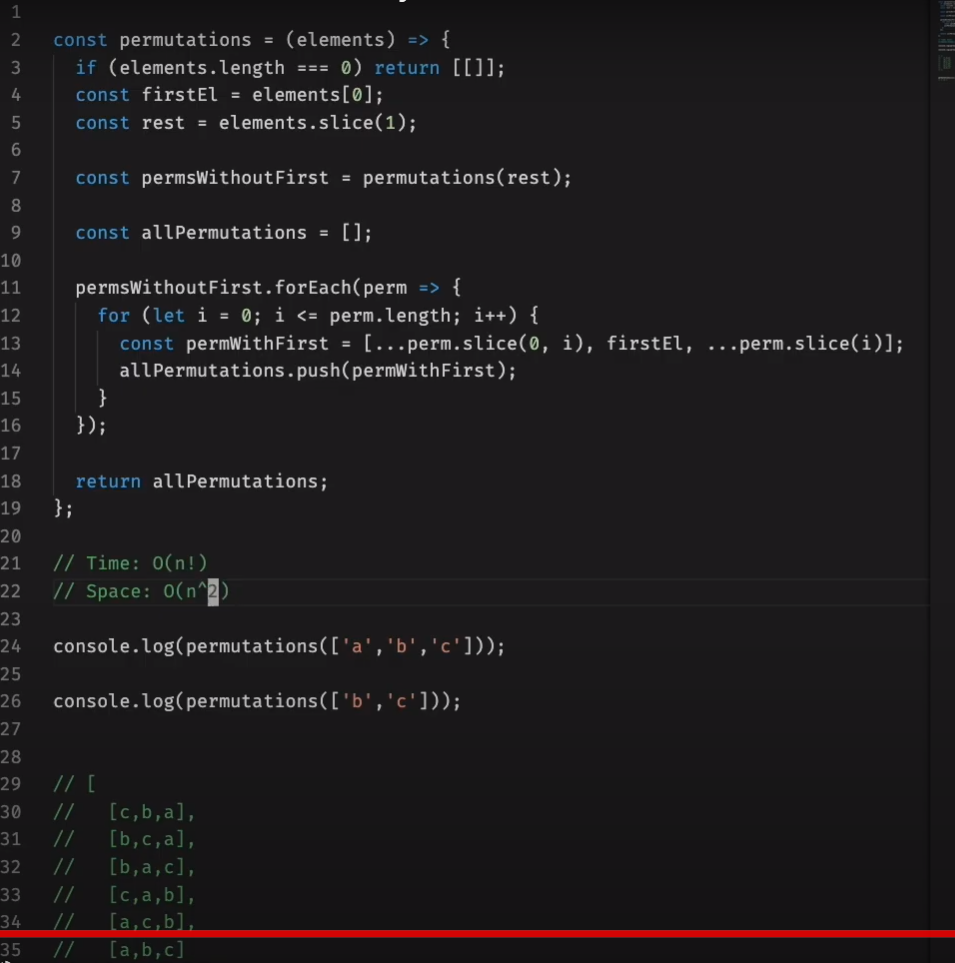 1
2 const permutations = (elements) => {
3 if (elements.length === 0) return [[]];
4 const firstEl = elements[0];
5 const rest = elements.slice(1);
6
7 const permsWithoutFirst = permutations(rest);
8
9 const allPermutations = [];
10
11 permsWithoutFirst.forEach(perm => {
12 for (let i = 0; i <= perm.length; i++) {
13 const permWithFirst = [...perm.slice(0, i), firstEl, ...perm.slice(i)];
14 allPermutations.push(permWithFirst);
15 }
16 });
17
18 return allPermutations;
19 };
20
21 // Time: O(n!)
22 // Space: O(n^2)
23
24 console.log(permutations(['a','b','c']));
25
26 console.log(permutations(['b','c']));
27
28
29 // [
30 // [c,b,a],
31 // [b,c,a],
32 // [b,a,c],
33 // [c,a,b],
34 // [a,c,b],
35 // [a,b,c]